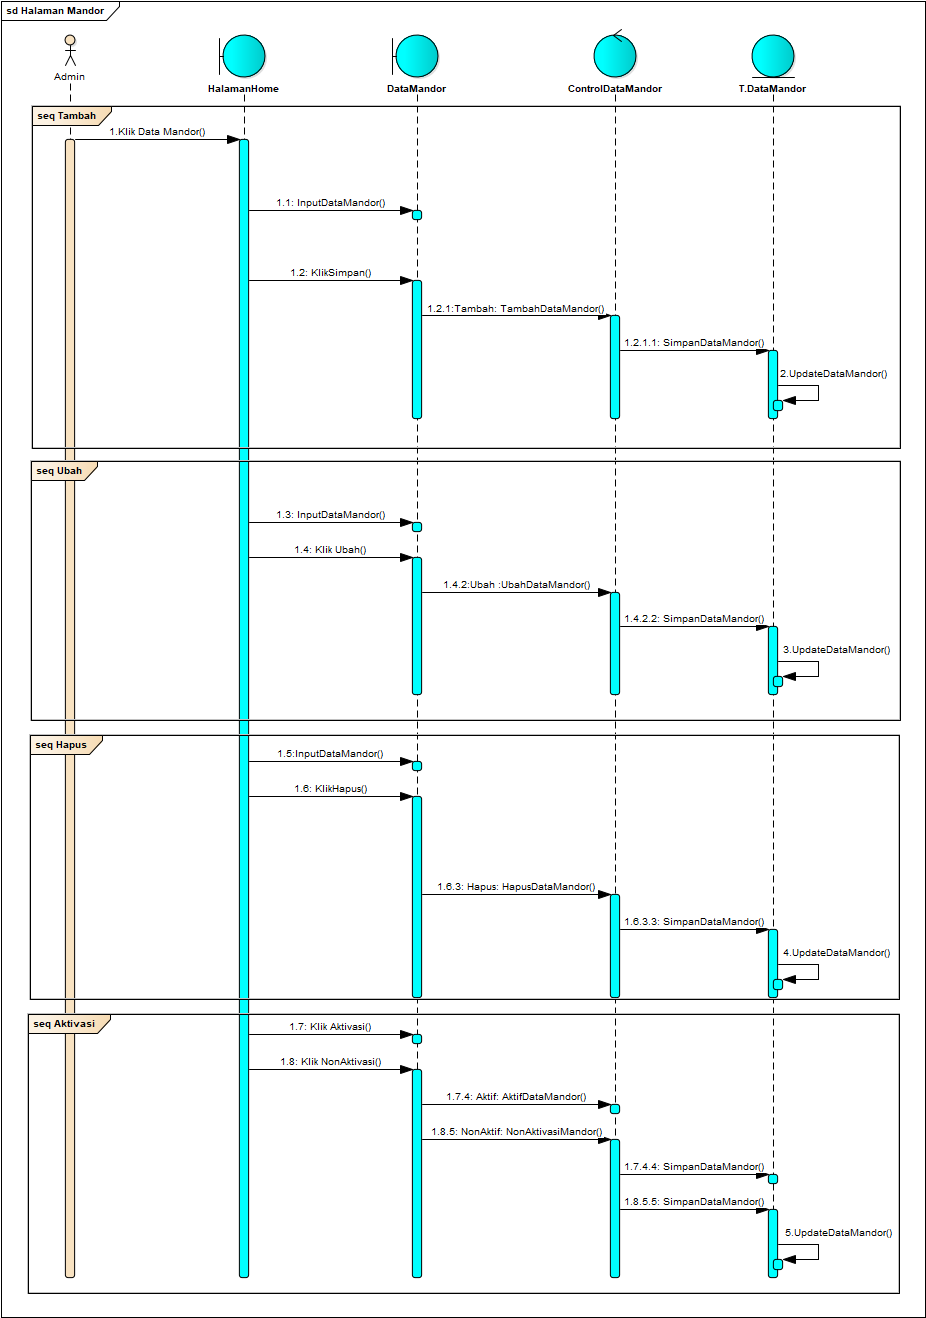 sd Halaman Mandor
Admin
HalamanHome
DataMandor
ControlDataMandor
T.DataMandor
seq Tambah
1.Klik Data Mandor()
1.1: InputDataMandor()
1.2: KlikSimpan()
1.2.1:Tambah: TambahDataMandor()
1.2.1.1: SimpanDataMandor()
2.UpdateDataMandor()
seq Ubah
1.3: InputDataMandor()
1.4: Klik Ubah()
1.4.2:Ubah :UbahDataMandor()
1.4.2.2: SimpanDataMandor()
3.UpdateDataMandor()
seq Hapus
1.5:InputDataMandor()
1.6: KlikHapus()
1.6.3: Hapus: HapusDataMandor()
1.6.3.3: SimpanDataMandor()
4.UpdateDataMandor()
seq Aktivasi
1.7: Klik Aktivasi()
1.8: Klik NonAktivasi()
1.7.4: Aktif: AktifDataMandor()
1.8.5: NonAktif: NonAktivasiMandor()
1.7.4.4: SimpanDataMandor()
1.8.5.5: SimpanDataMandor()
5.UpdateDataMandor()